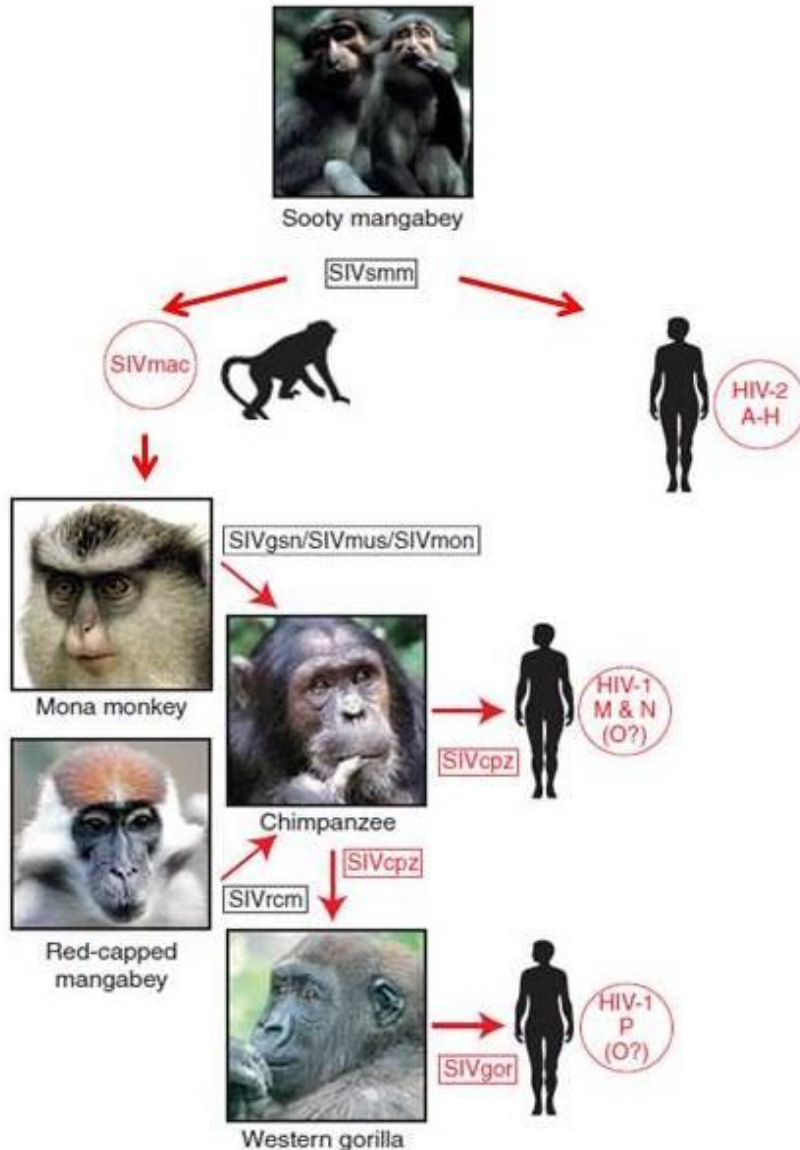 Sooty mangabey
SIVsmm
SIVmac
HIV-2
A-H
SIVgsn/SIVmus/SIVmon
Mona monkey
HIV-1
M & N
(O?)
SIVcpz
Chimpanzee
SIVcpz
SIVrcm
Red-capped
mangabey
HIV-1
P
(O?)
SIVgor
Western gorilla